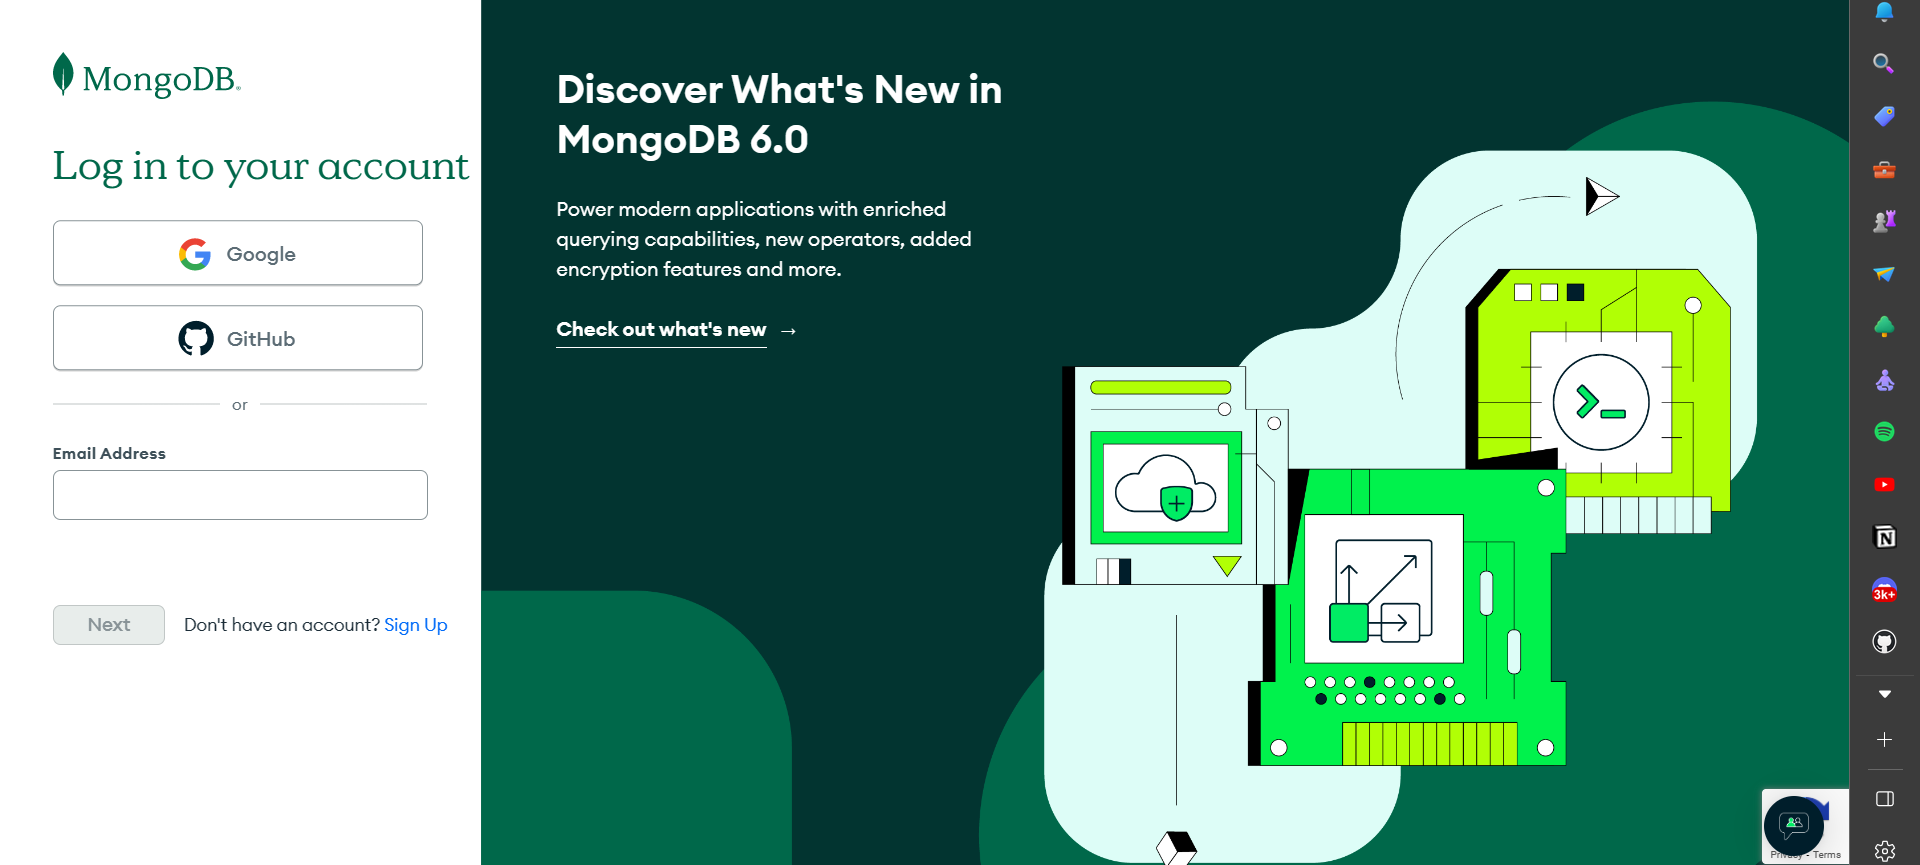 MongoDB®
Log in to your account
Google
GitHub
or
Email Address
Next
Don't have an account? Sign Up
Discover What's New in
MongoDB 6.0
Power modern applications with enriched
querying capabilities, new operators, added
encryption features and more.
Check out what's new →
N
3k+
Privacy - Terms